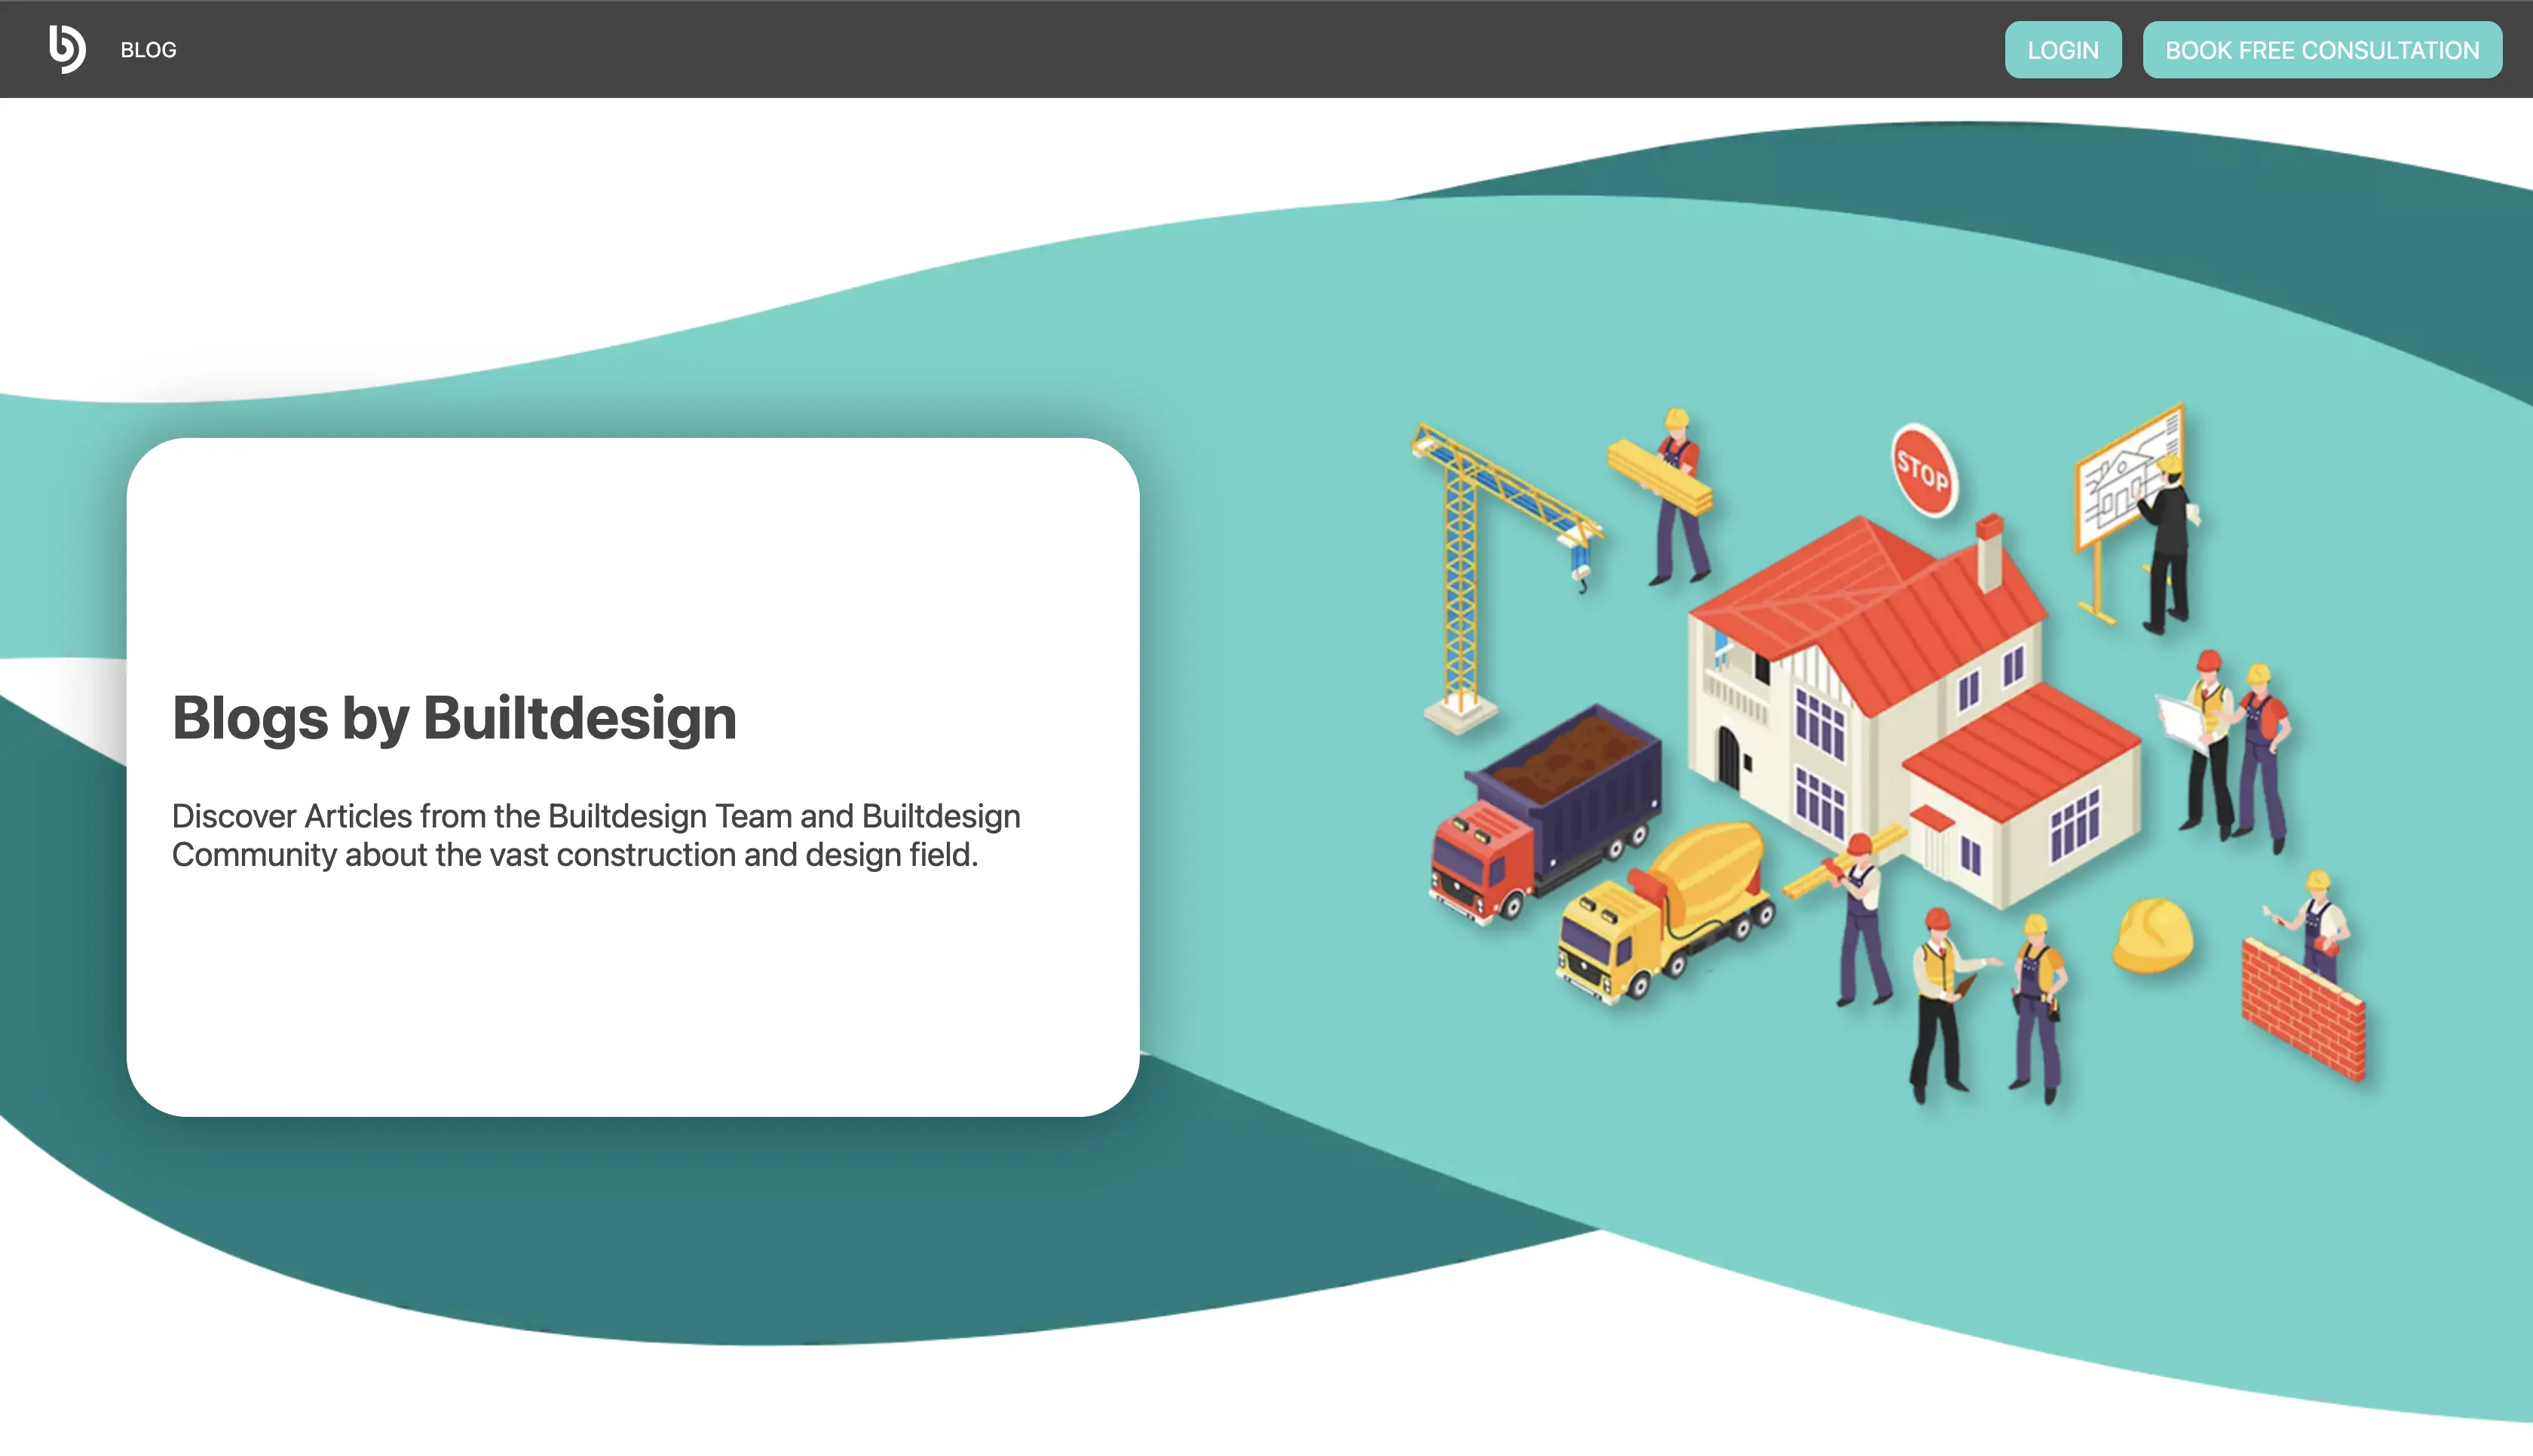 BLOG
LOGIN
BOOK FREE CONSULTATION
STOP
Blogs by Builtdesign
Discover Articles from the Builtdesign Team and Builtdesign
Community about the vast construction and design field.